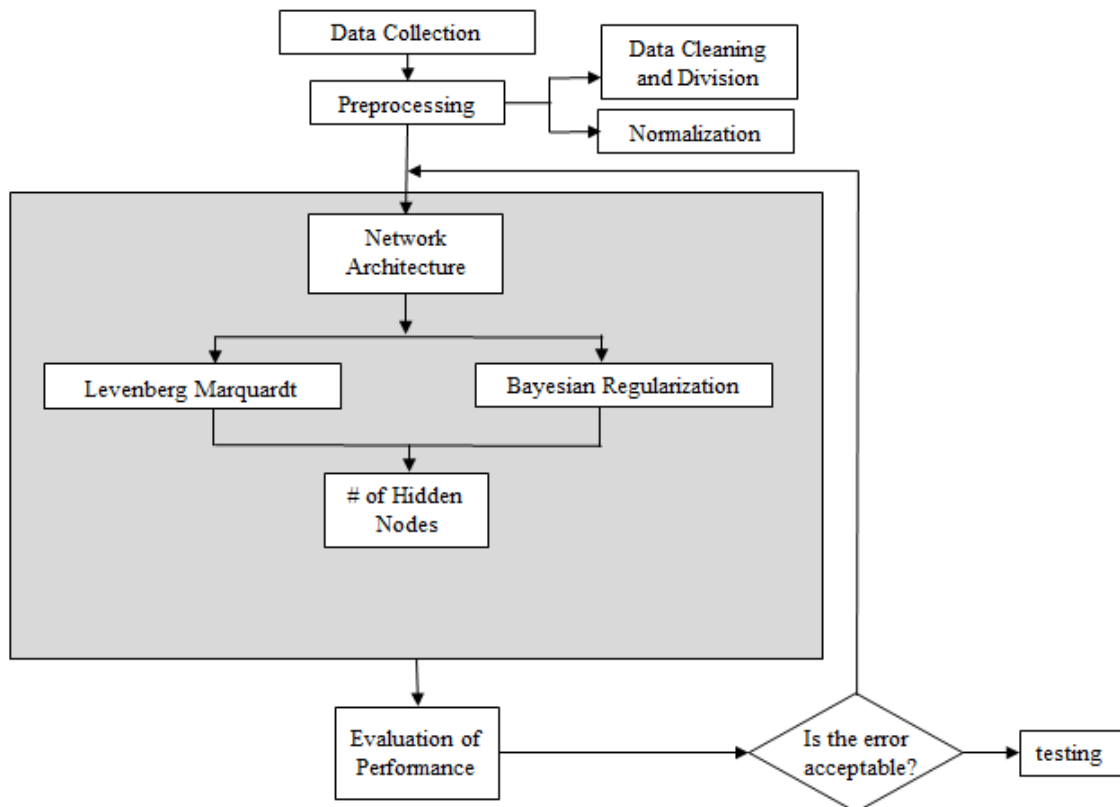 Data Collection
Data Cleaning
and Division
Preprocessing
Normalization
Network
Architecture
Levenberg Marquardt
Bayesian Regularization
# of Hidden
Nodes
Evaluation of
Performance
Is the error
acceptable?
testing